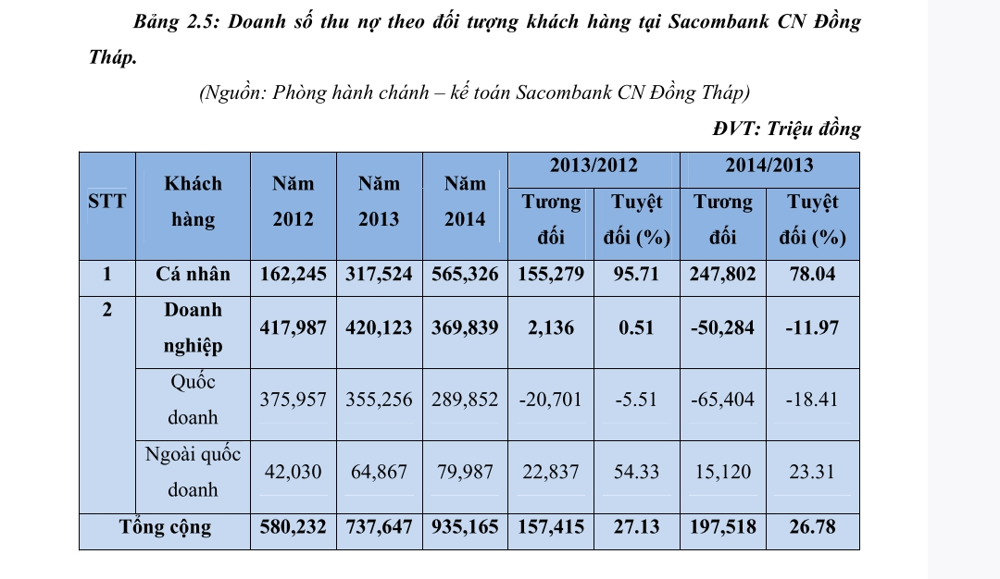 Bảng 2.5: Doanh số thu nợ theo đối tượng khách hàng tại Sacombank CN Đồng
Tháp.
(Nguồn: Phòng hành chánh – kế toán Sacombank CN Đồng Tháp)
ĐVT: Triệu đồng
STT Khách hàng Năm 2012 Năm 2013 Năm 2014 2013/2012 2014/2013
Tương đối Tuyệt đối (%) Tương đối Tuyệt đối (%)
1 Cá nhân 162,245 317,524 565,326 155,279 95.71 247,802 78.04
2 Doanh nghiệp 417,987 420,123 369,839 2,136 0.51 -50,284 -11.97
Quốc doanh 375,957 355,256 289,852 -20,701 -5.51 -65,404 -18.41
Ngoài quốc doanh 42,030 64,867 79,987 22,837 54.33 15,120 23.31
Tổng cộng 580,232 737,647 935,165 157,415 27.13 197,518 26.78